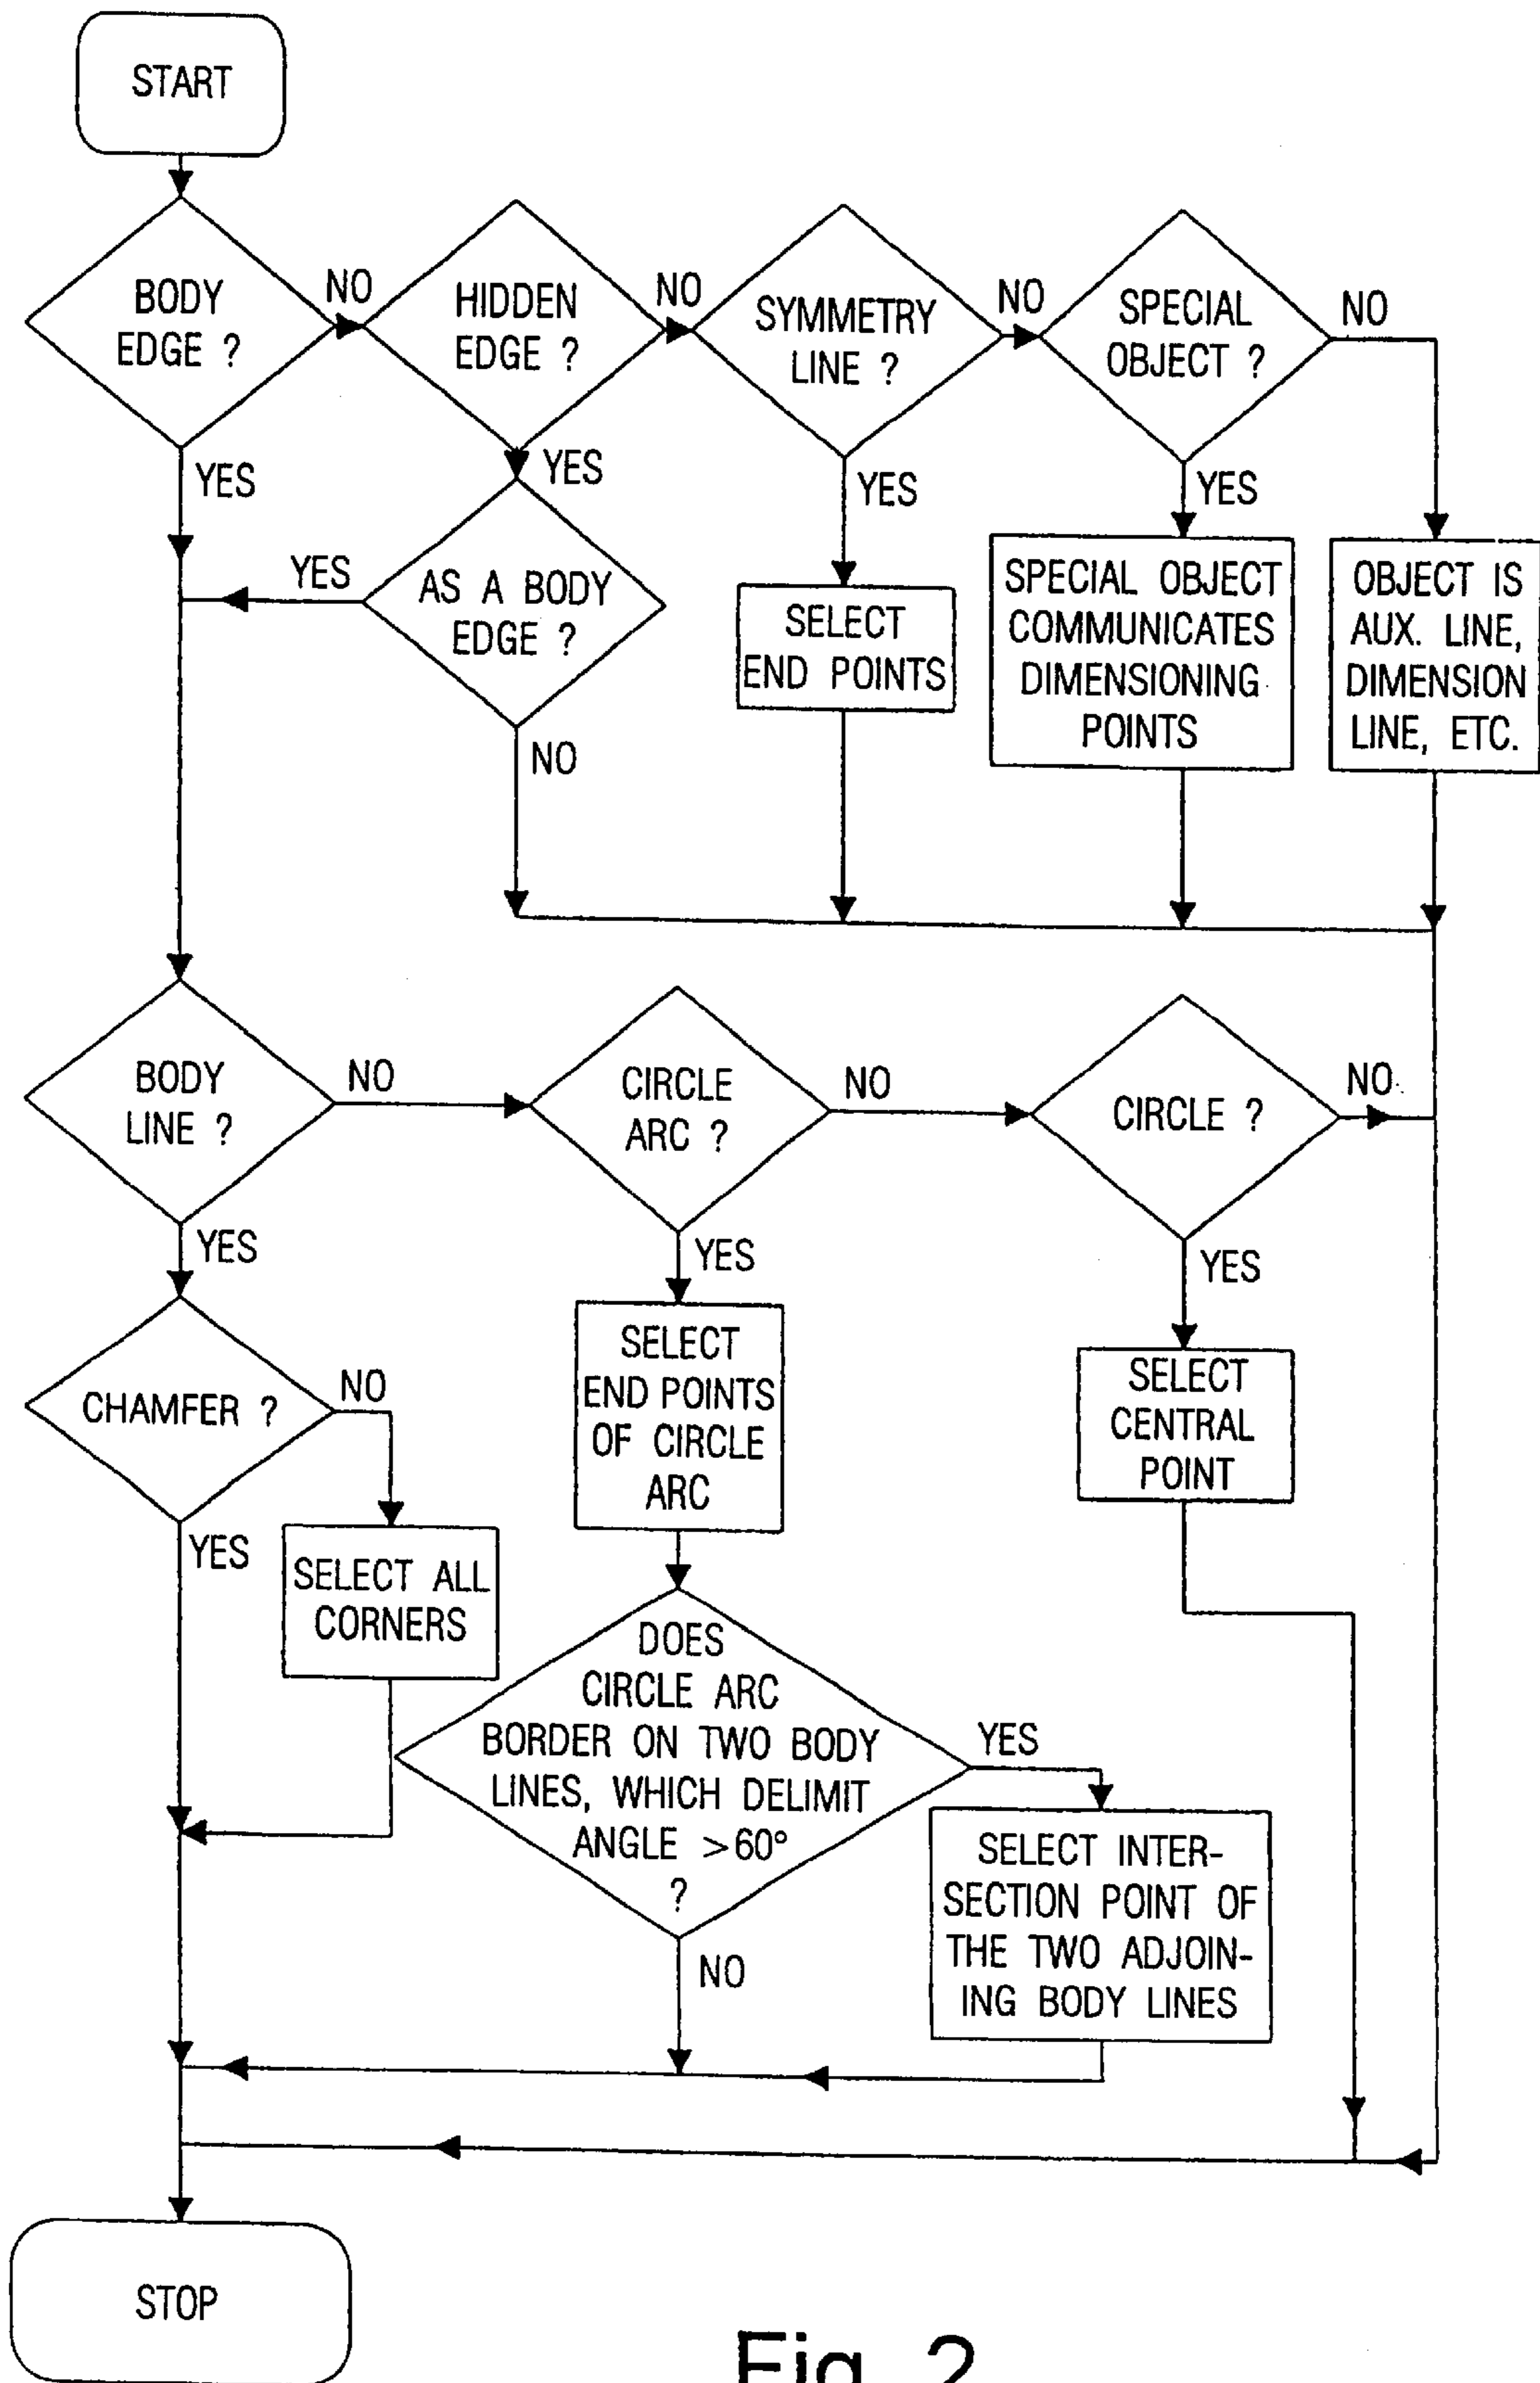 START
BODY
EDGE ?
NO
HIDDEN
EDGE ?
NO
SYMMETRY
LINE ?
NO
SPECIAL
OBJECT ?
NO
YES
YES
YES
YES
YES
AS A BODY
EDGE ?
NO
SELECT
END POINTS
SPECIAL OBJECT
COMMUNICATES
DIMENSIONING
POINTS
OBJECT IS
AUX. LINE,
DIMENSION
LINE, ETC.
BODY
LINE ?
NO
CIRCLE
ARC ?
NO
CIRCLE ?
NO
YES
YES
YES
CHAMFER ?
NO
YES
SELECT ALL
CORNERS
SELECT
END POINTS
OF CIRCLE
ARC
SELECT
CENTRAL
POINT
DOES
CIRCLE ARC
BORDER ON TWO BODY
LINES, WHICH DELIMIT
ANGLE >60°
?
YES
NO
SELECT INTER-
SECTION POINT OF
THE TWO ADJOIN-
ING BODY LINES
STOP
Fig. 2